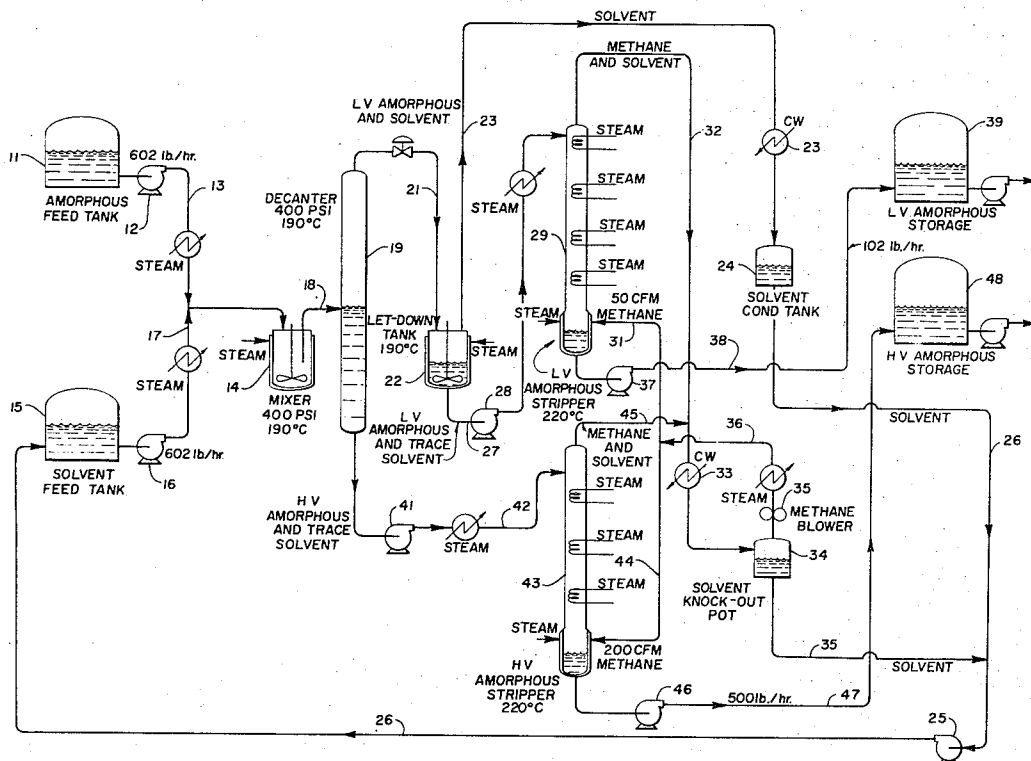 SOLVENT
METHANE
AND SOLVENT
L V AMORPHOUS
AND SOLVENT
23
32
CW
23
39
11
602 lb./hr.
13
AMORPHOUS
FEED TANK
12
STEAM
21
DECANTER
400 PSI
190°C
19
STEAM
STEAM
STEAM
STEAM
STEAM
29
24
SOLVENT
COND TANK
L V AMORPHOUS
STORAGE
102 lb./hr.
48
18
17
STEAM
STEAM
14
MIXER
400 PSI
190°C
LET-DOWN
TANK
190°C
STEAM
22
28
STEAM
50 CFM
METHANE
31
38
37
L V
AMORPHOUS
STRIPPER
220°C
H V AMORPHOUS
STORAGE
15
SOLVENT
FEED TANK
602 lb/hr.
16
L V
AMORPHOUS
AND TRACE
SOLVENT
27
45
METHANE
AND
SOLVENT
36
CW
33
STEAM
35
METHANE
BLOWER
34
SOLVENT
KNOCK-OUT
POT
SOLVENT
26
H V
AMORPHOUS
AND TRACE
SOLVENT
41
STEAM
42
STEAM
STEAM
STEAM
43
44
STEAM
200 CFM
METHANE
35
SOLVENT
H V
AMORPHOUS
STRIPPER
220°C
46
500lb./hr.
47
26
25